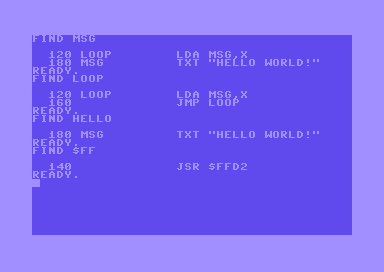 FIND MSG
120 LOOP LDA MSG,X
180 MSG TXT "HELLO WORLD!"
READY.
FIND LOOP
120 LOOP LDA MSG,X
160 JMP LOOP
READY.
FIND HELLO
180 MSG TXT "HELLO WORLD!"
READY.
FIND $FF
140 JSR $FFD2
READY.